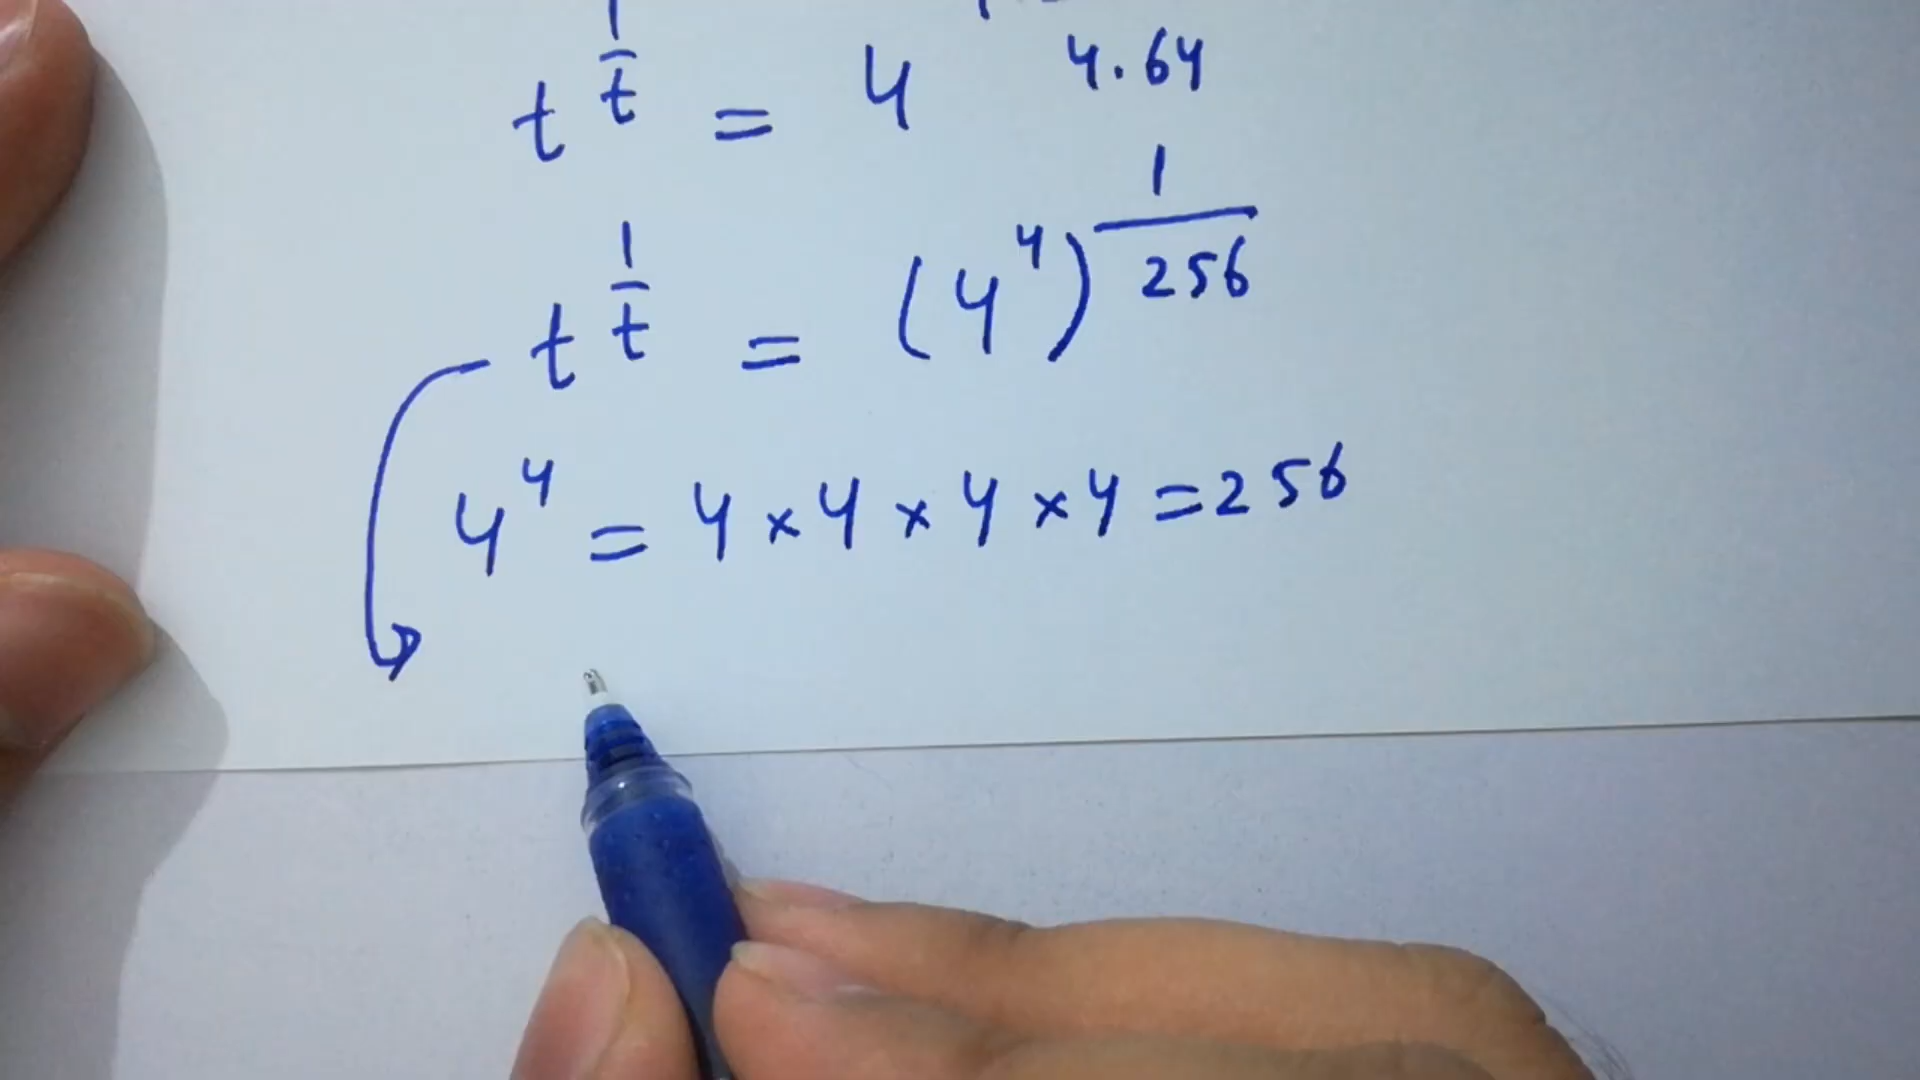 t^(1/t) = 4^( /4.64)
t^(1/t) = (4^4)^(1/256)
4^4 = 4 × 4 × 4 × 4 = 256